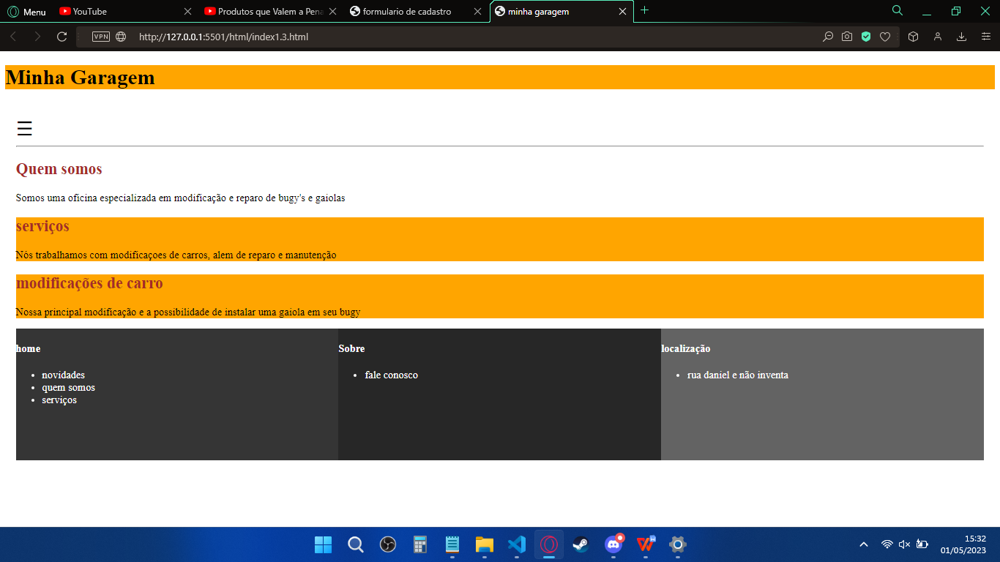 Menu
YouTube
Produtos que Valem a Pena
formulario de cadastro
minha garagem
VPN
http://127.0.0.1:5501/html/index1.3.html
Minha Garagem
☰
Quem somos
Somos uma oficina especializada em modificação e reparo de bugy's e gaiolas
serviços
Nós trabalhamos com modificaçoes de carros, alem de reparo e manutenção
modificações de carro
Nossa principal modificação e a possibilidade de instalar uma gaiola em seu bugy
home
• novidades
• quem somos
• serviços
Sobre
• fale conosco
localização
• rua daniel e não inventa
15:32
01/05/2023